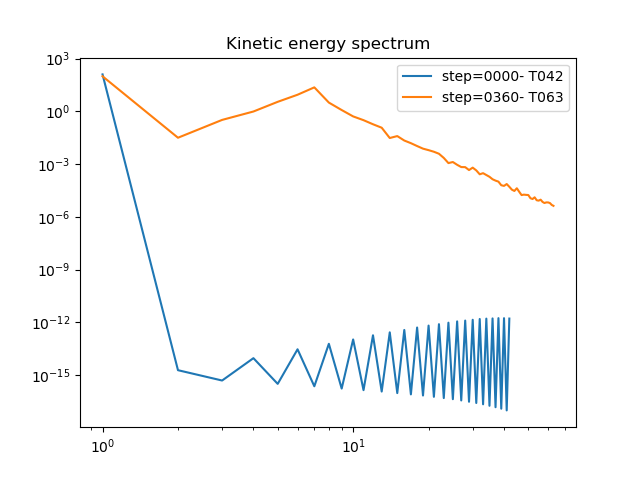 Kinetic energy spectrum
step=0000- T042
step=0360- T063
10³
10⁰
10⁻³
10⁻⁶
10⁻⁹
10⁻¹²
10⁻¹⁵
10⁰ 10¹